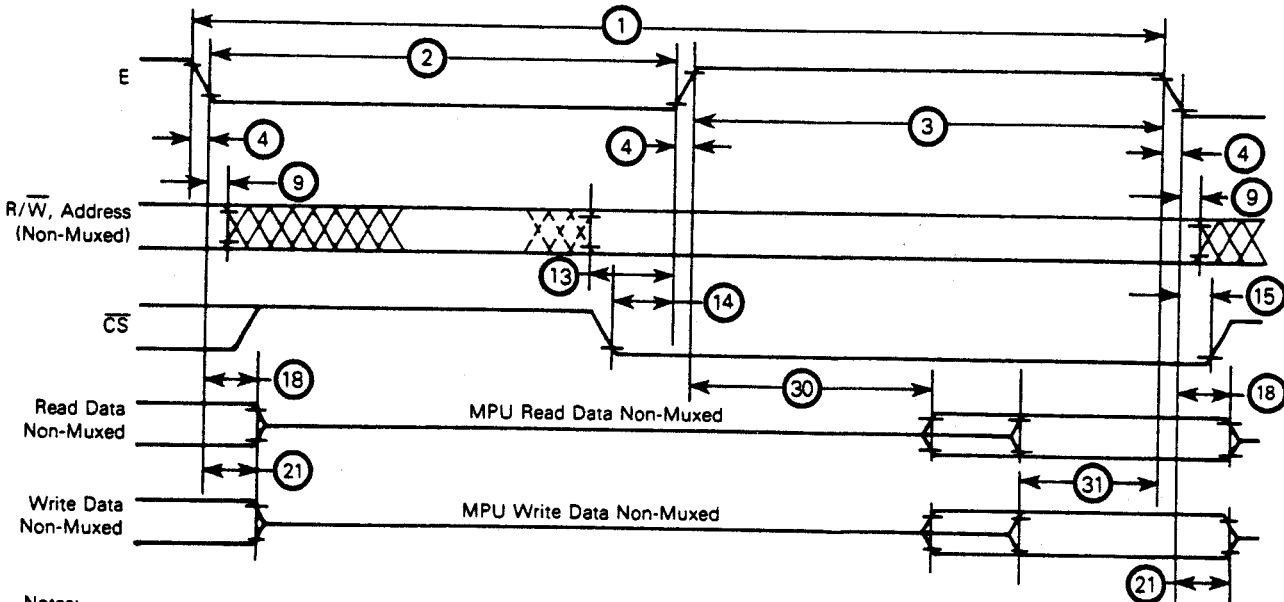 1
2
E
3
4
4
4
9
9
R/W̅, Address
(Non-Muxed)
13
14
15
C̅S̅
18
30
18
Read Data
Non-Muxed
MPU Read Data Non-Muxed
21
31
Write Data
Non-Muxed
MPU Write Data Non-Muxed
21